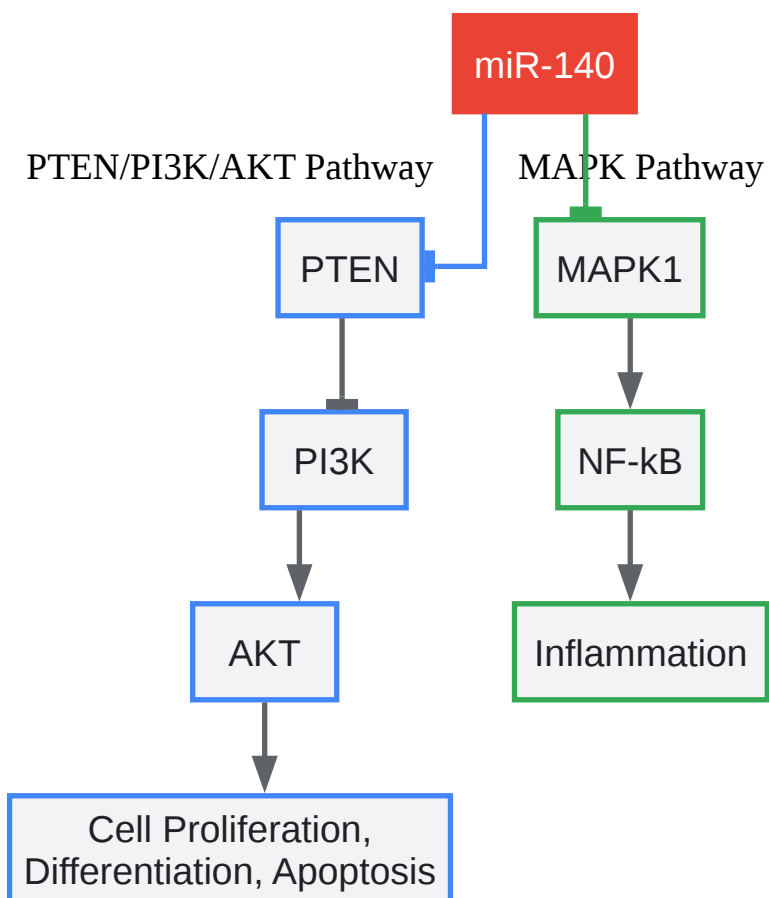 miR-140
PTEN/PI3K/AKT Pathway
MAPK Pathway
PTEN
MAPK1
PI3K
NF-kB
AKT
Inflammation
Cell Proliferation,
Differentiation, Apoptosis